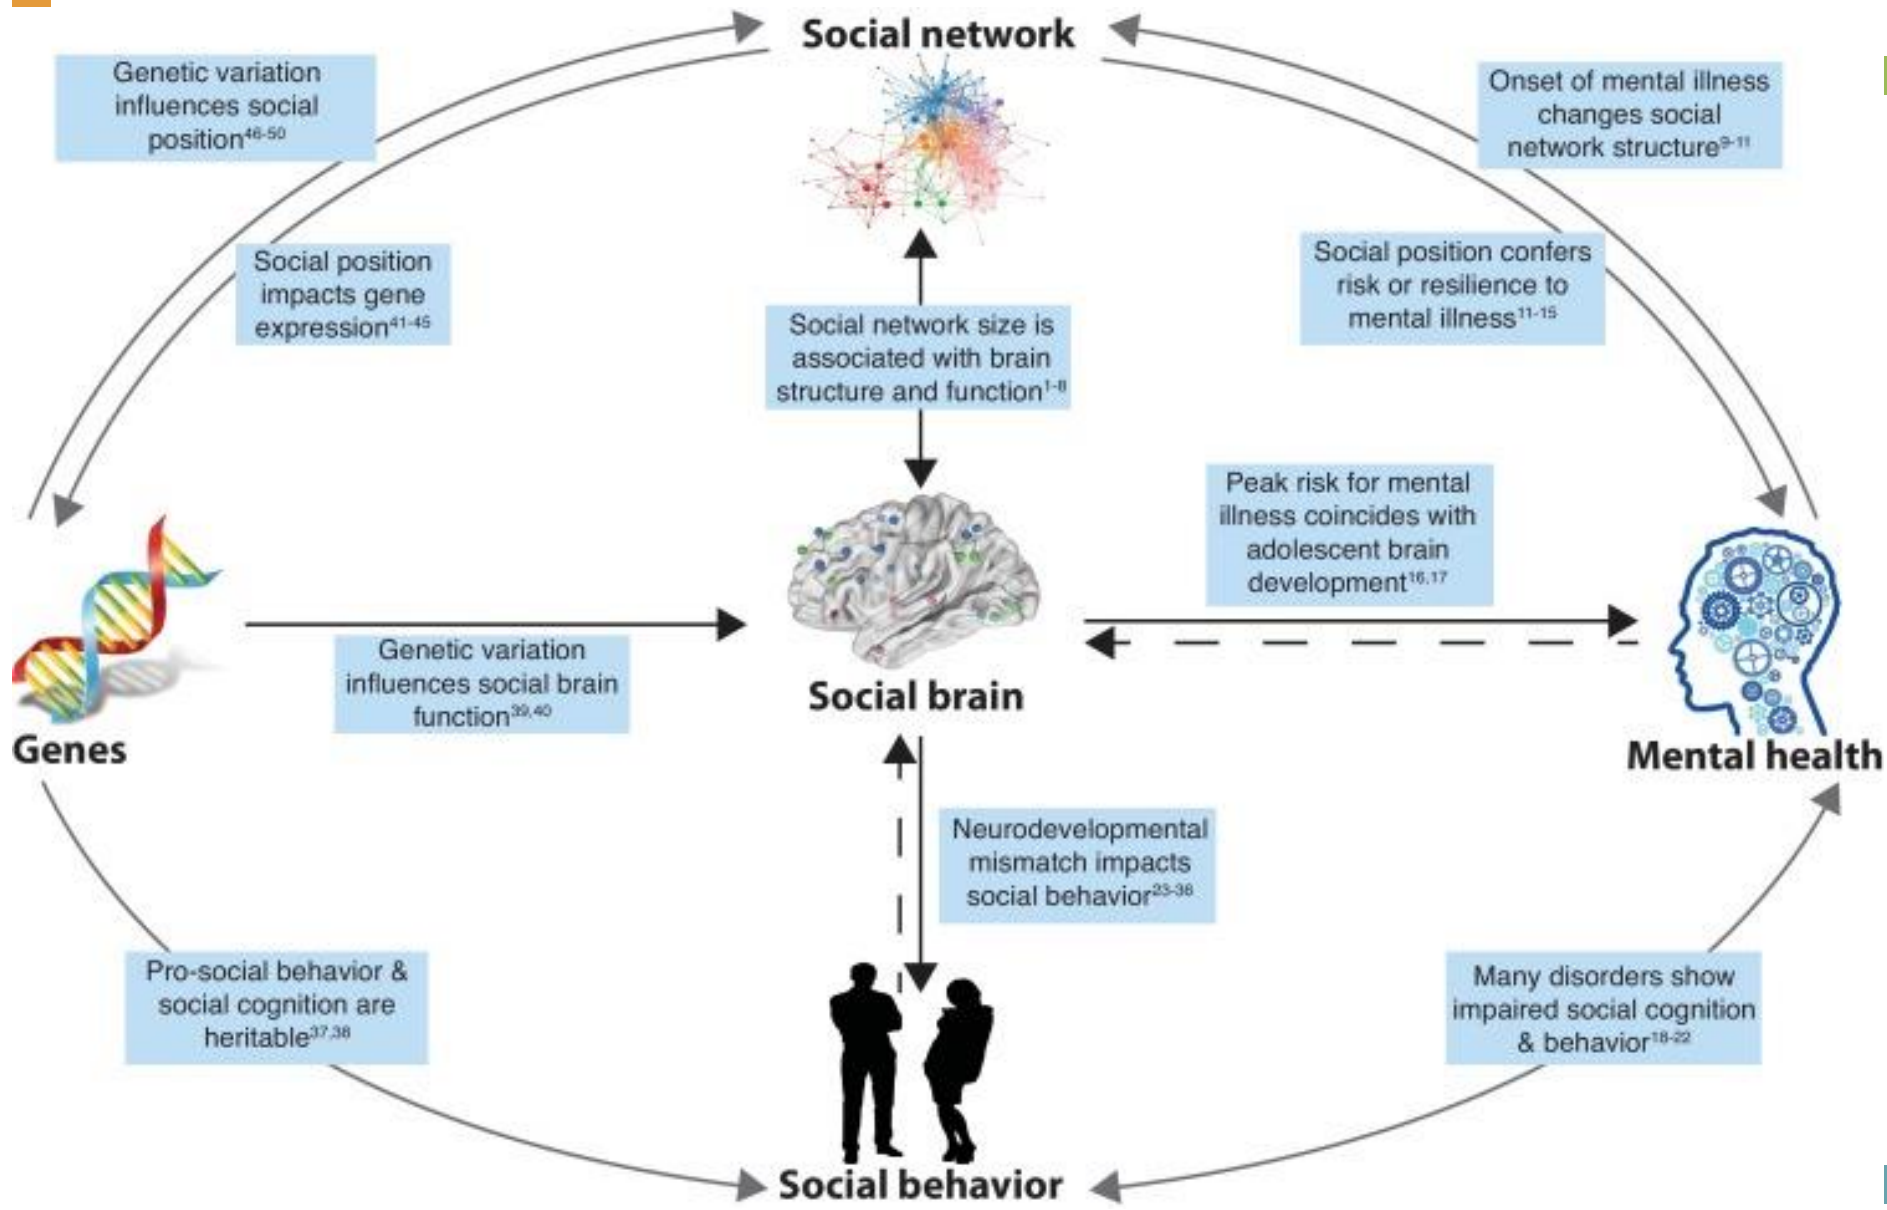 Social network
Genetic variation
influences social
position46-50
Onset of mental illness
changes social
network structure9-11
Social position
impacts gene
expression41-45
Social position confers
risk or resilience to
mental illness11-15
Social network size is
associated with brain
structure and function1-8
Peak risk for mental
illness coincides with
adolescent brain
development16,17
Genetic variation
influences social brain
function39,40
Social brain
Genes
Mental health
Neurodevelopmental
mismatch impacts
social behavior23-36
Pro-social behavior &
social cognition are
heritable37,38
Many disorders show
impaired social cognition
& behavior18-22
Social behavior